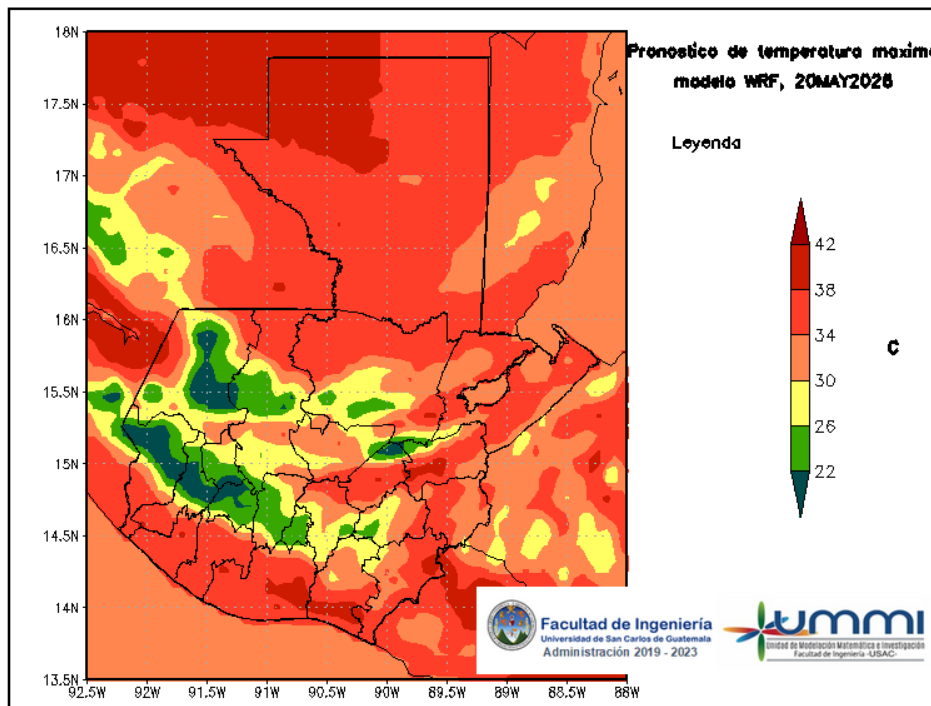 Pronostico de temperatura maxima
modelo WRF, 20MAY2026
Leyenda
42
38
34
30
26
22
C
18N
17.5N
17N
16.5N
16N
15.5N
15N
14.5N
14N
13.5N
92.5W
92W
91.5W
91W
90.5W
90W
89.5W
89W
88.5W
88W
Facultad de Ingeniería
Universidad de San Carlos de Guatemala
Administración 2019 - 2023
UMMI
Unidad de Modelación Matemática e Investigación
Facultad de Ingeniería -USAC-